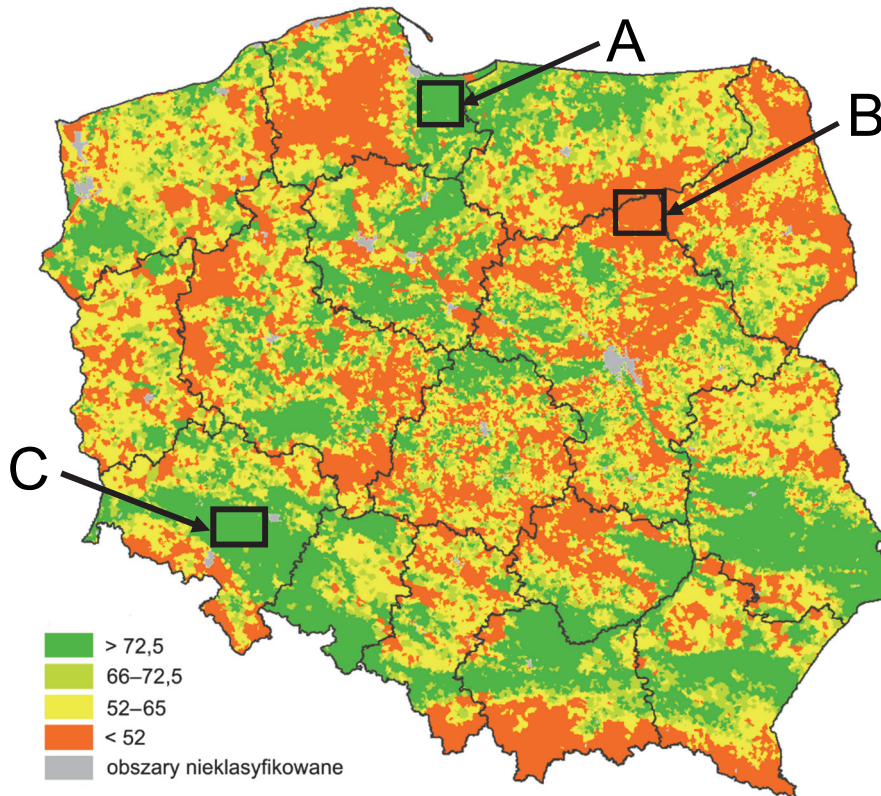 A
B
C
> 72,5
66–72,5
52–65
< 52
obszary nieklasyfikowane